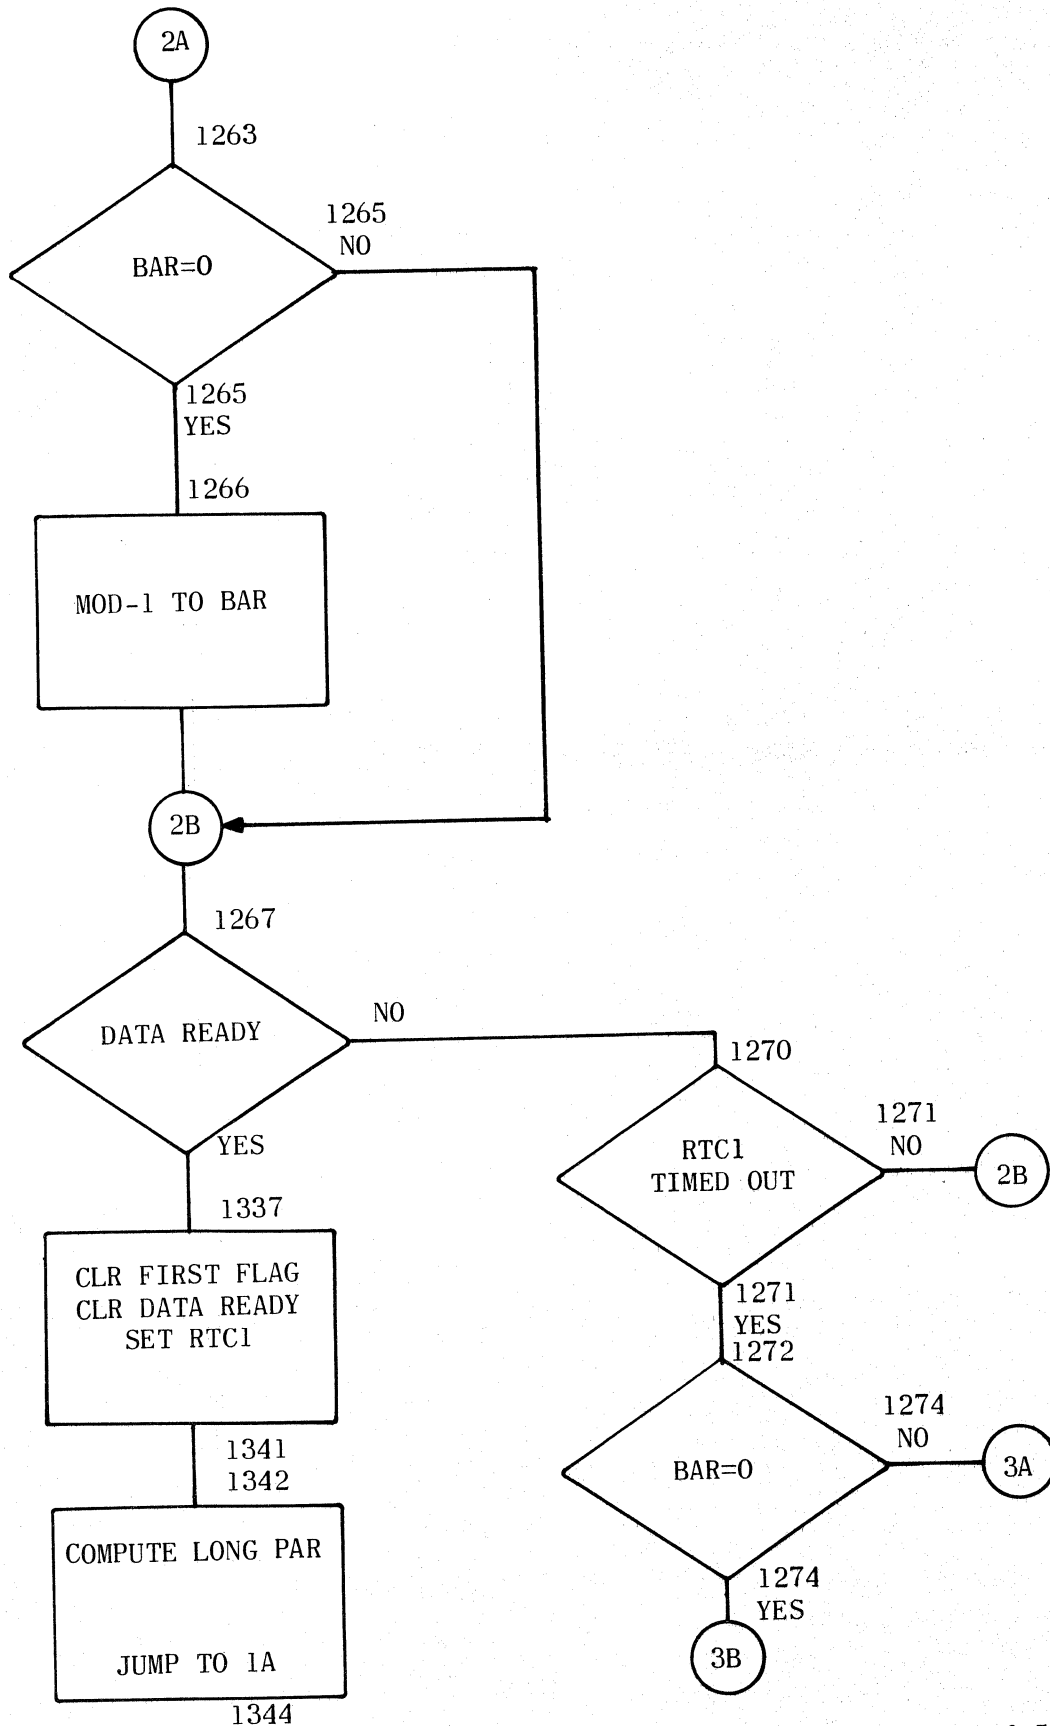 2A
1263
1265
NO
BAR=0
1265
YES
1266
MOD-1 TO BAR
2B
1267
DATA READY
NO
1270
RTC1
TIMED OUT
1271
NO
2B
YES
1337
CLR FIRST FLAG
CLR DATA READY
SET RTC1
1271
YES
1272
1274
NO
BAR=0
3A
1341
1342
COMPUTE LONG PAR
JUMP TO 1A
1344
1274
YES
3B